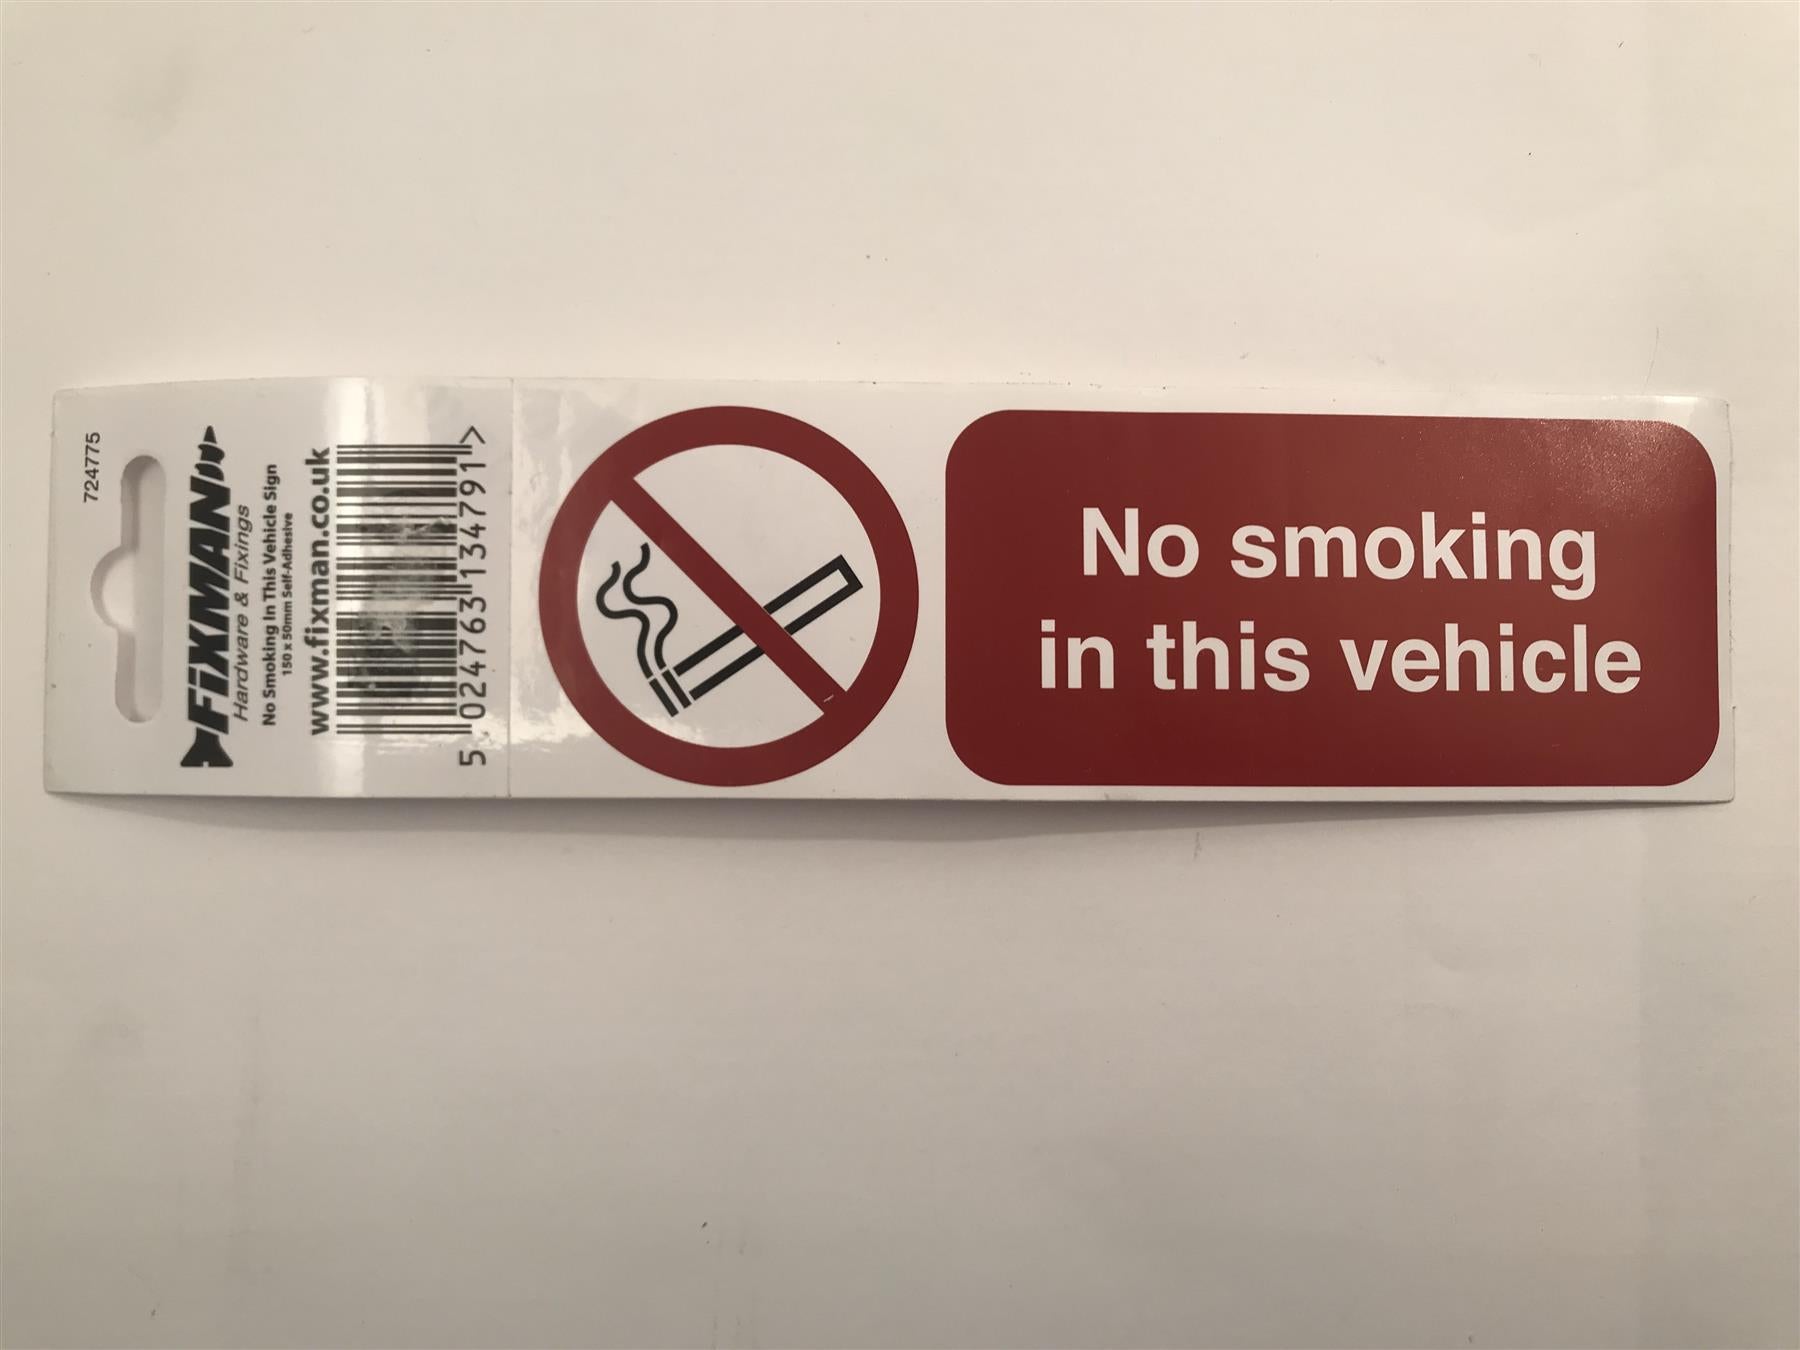 724775
FiXMAN
Hardware & Fixings
No Smoking In This Vehicle Sign
150 x 50mm Self-Adhesive
www.fixman.co.uk
5 024763 134791 >
No smoking
in this vehicle